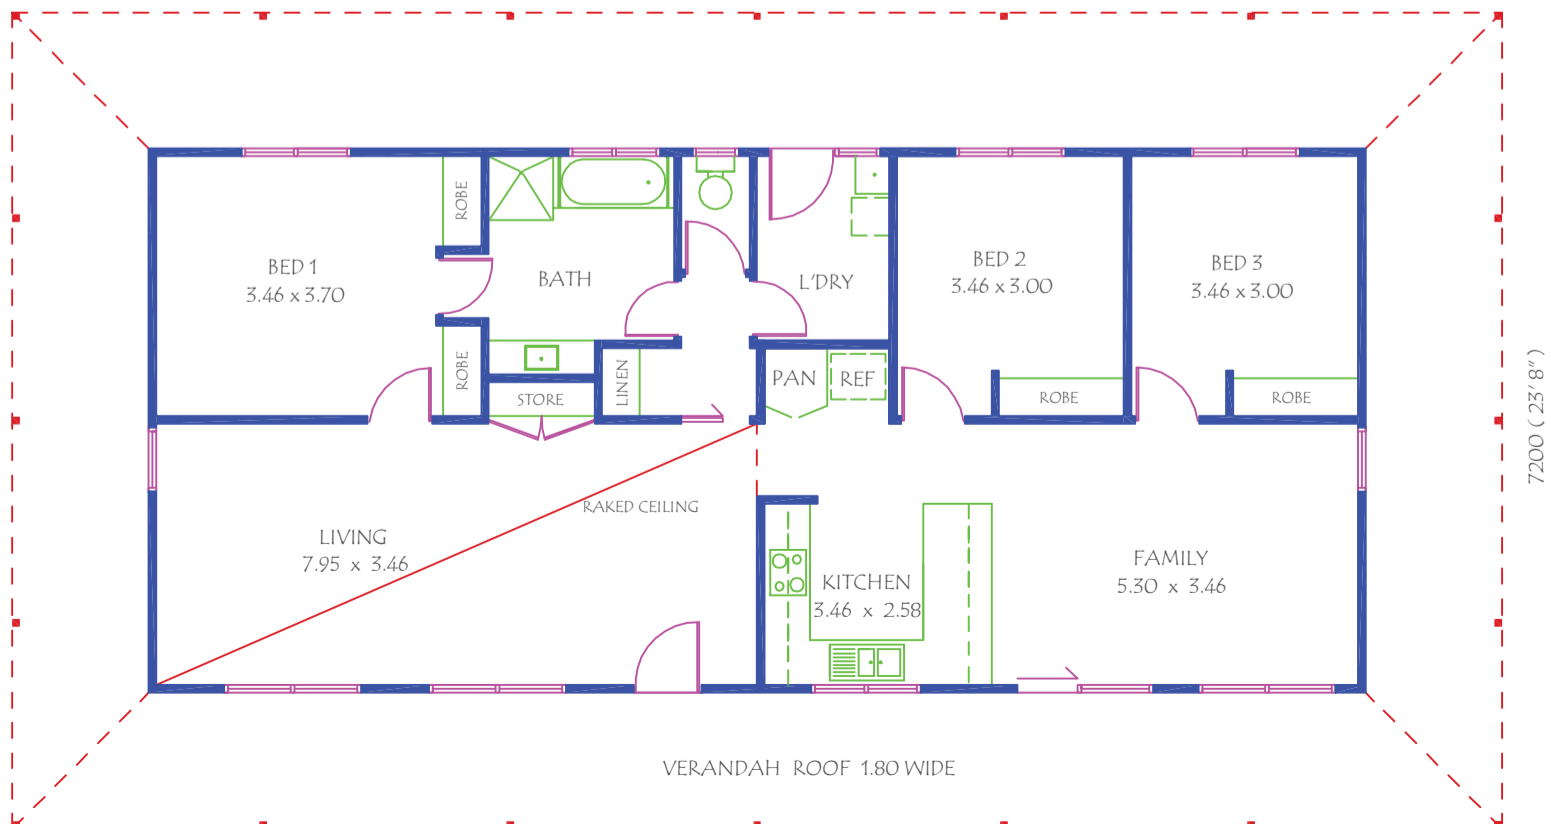 ROBE
BED 1
3.46 x 3.70
BATH
L'DRY
BED 2
3.46 x 3.00
BED 3
3.46 x 3.00
ROBE
STORE
LINEN
PAN
REF
ROBE
ROBE
7200 ( 23' 8" )
RAKED CEILING
LIVING
7.95 x 3.46
KITCHEN
3.46 x 2.58
FAMILY
5.30 x 3.46
VERANDAH ROOF 1.80 WIDE